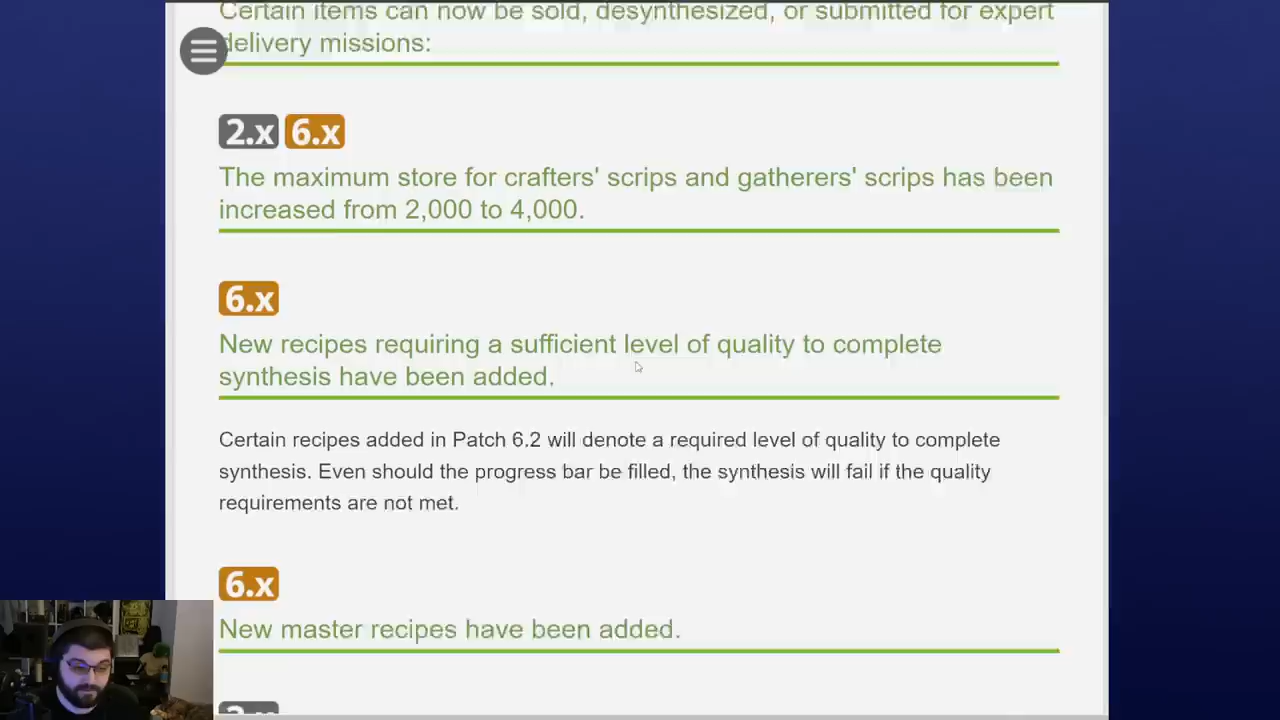 Certain items can now be sold, desynthesized, or submitted for expert
delivery missions:
2.x 6.x
The maximum store for crafters' scrips and gatherers' scrips has been
increased from 2,000 to 4,000.
6.x
New recipes requiring a sufficient level of quality to complete
synthesis have been added.
Certain recipes added in Patch 6.2 will denote a required level of quality to complete
synthesis. Even should the progress bar be filled, the synthesis will fail if the quality
requirements are not met.
6.x
New master recipes have been added.